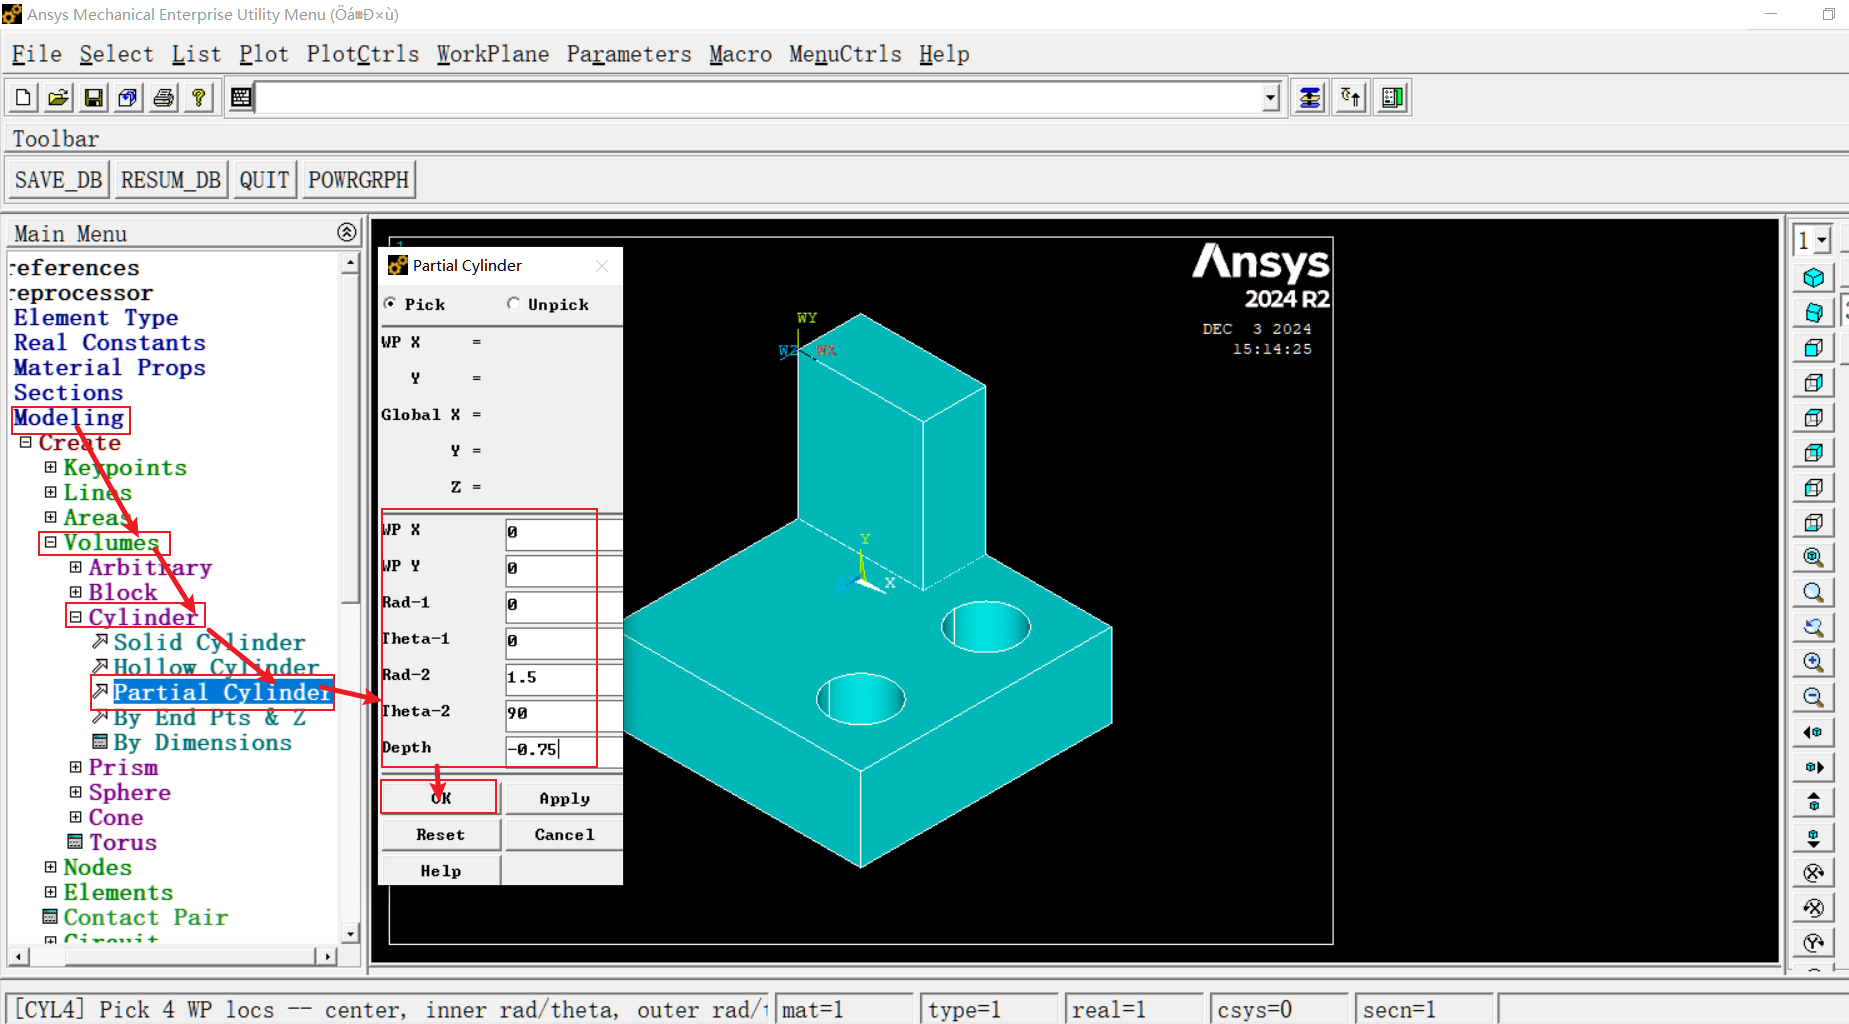 Ansys Mechanical Enterprise Utility Menu (Öá³Ð×ù)
File Select List Plot PlotCtrls WorkPlane Parameters Macro MenuCtrls Help
Toolbar
SAVE_DB RESUM_DB QUIT POWRGRPH
Main Menu
references
reprocessor
Element Type
Real Constants
Material Props
Sections
Modeling
Create
Keypoints
Lines
Areas
Volumes
Arbitrary
Block
Cylinder
Solid Cylinder
Hollow Cylinder
Partial Cylinder
By End Pts & Z
By Dimensions
Prism
Sphere
Cone
Torus
Nodes
Elements
Contact Pair
Circuit
1
Partial Cylinder
Pick Unpick
WP X =
Y =
Global X =
Y =
Z =
WP X 0
WP Y 0
Rad-1 0
Theta-1 0
Rad-2 1.5
Theta-2 90
Depth -0.75
OK Apply
Reset Cancel
Help
WY
WZ WX
Y
X
Ansys
2024 R2
DEC 3 2024
15:14:25
1
[CYL4] Pick 4 WP locs -- center, inner rad/theta, outer rad/ mat=1 type=1 real=1 csys=0 secn=1